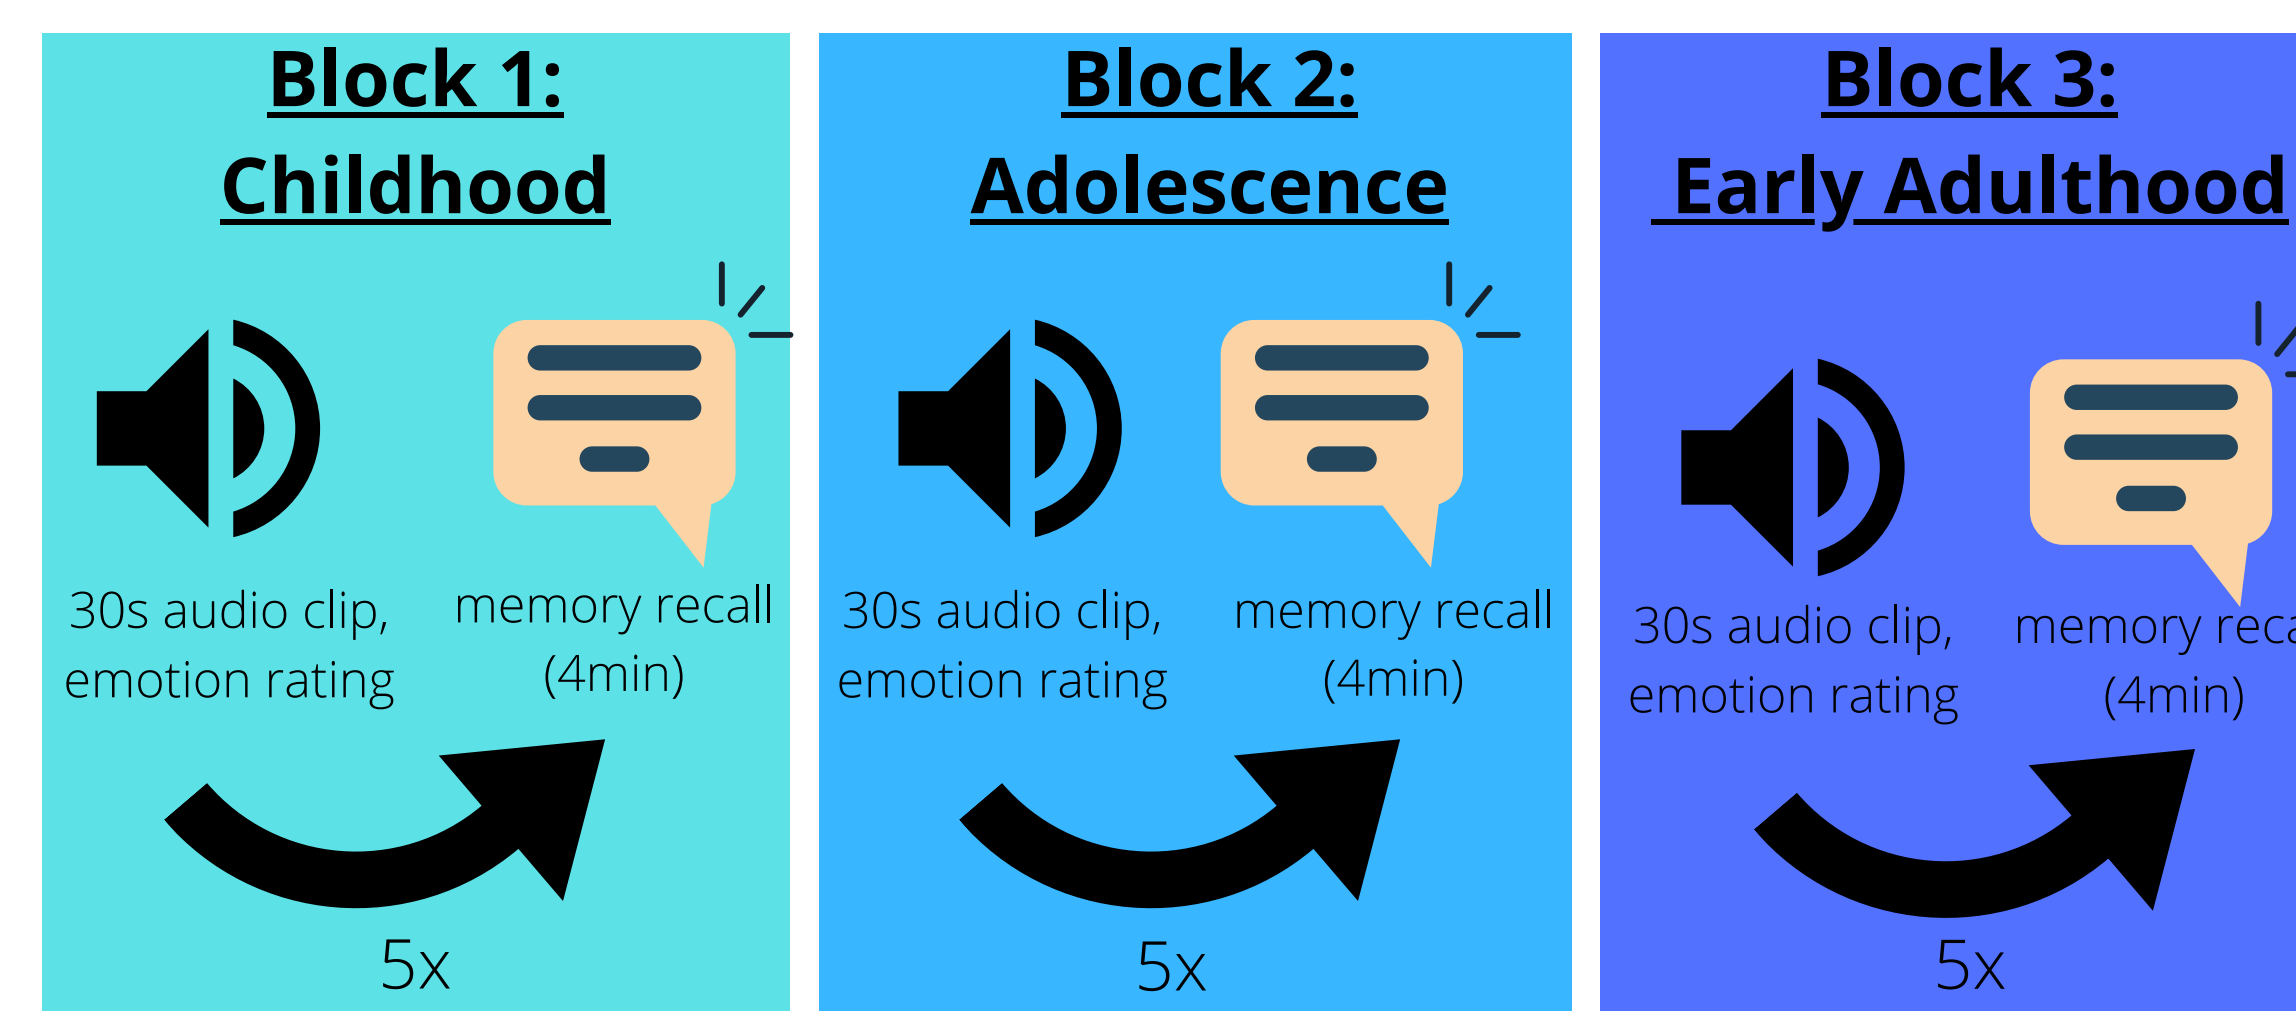 Block 1:
Childhood
30s audio clip,
emotion rating
memory recall
(4min)
5x
Block 2:
Adolescence
30s audio clip,
emotion rating
memory recall
(4min)
5x
Block 3:
Early Adulthood
30s audio clip,
emotion rating
memory
(4min)
5x